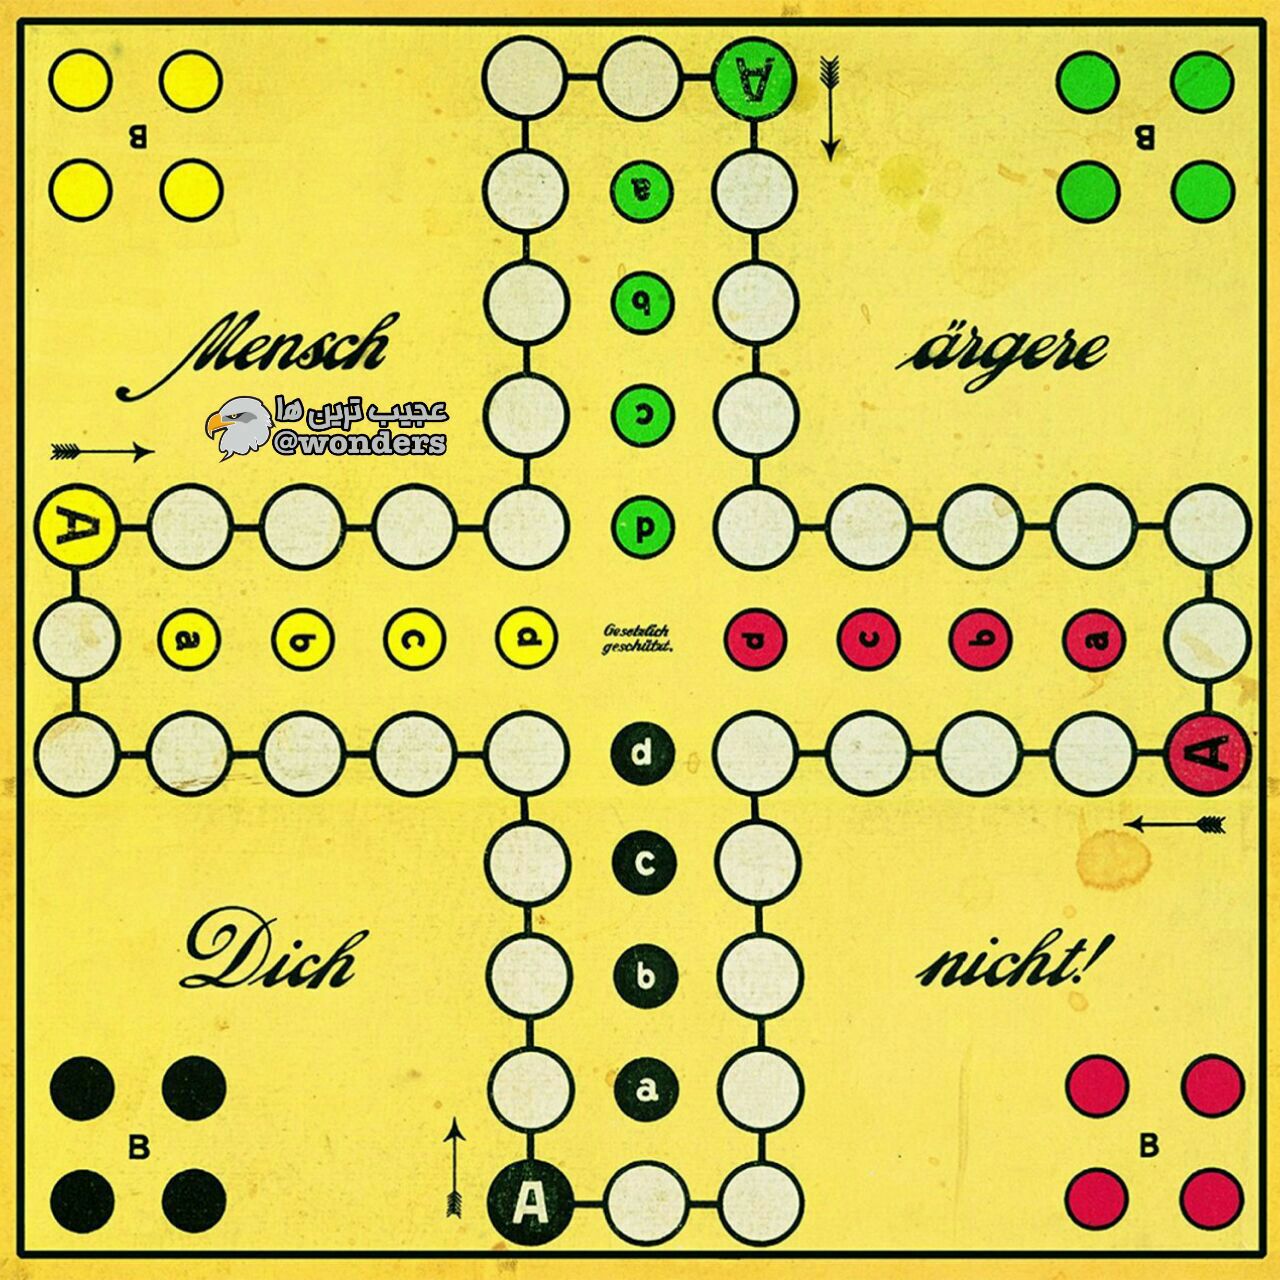 A
B
B
a
b
Mensch
ärgere
c
عجیب ترین ها
@wonders
A
d
a
b
c
d
Gesetzlich
geschützt.
d
c
b
a
d
A
c
Dich
b
nicht!
a
B
B
A